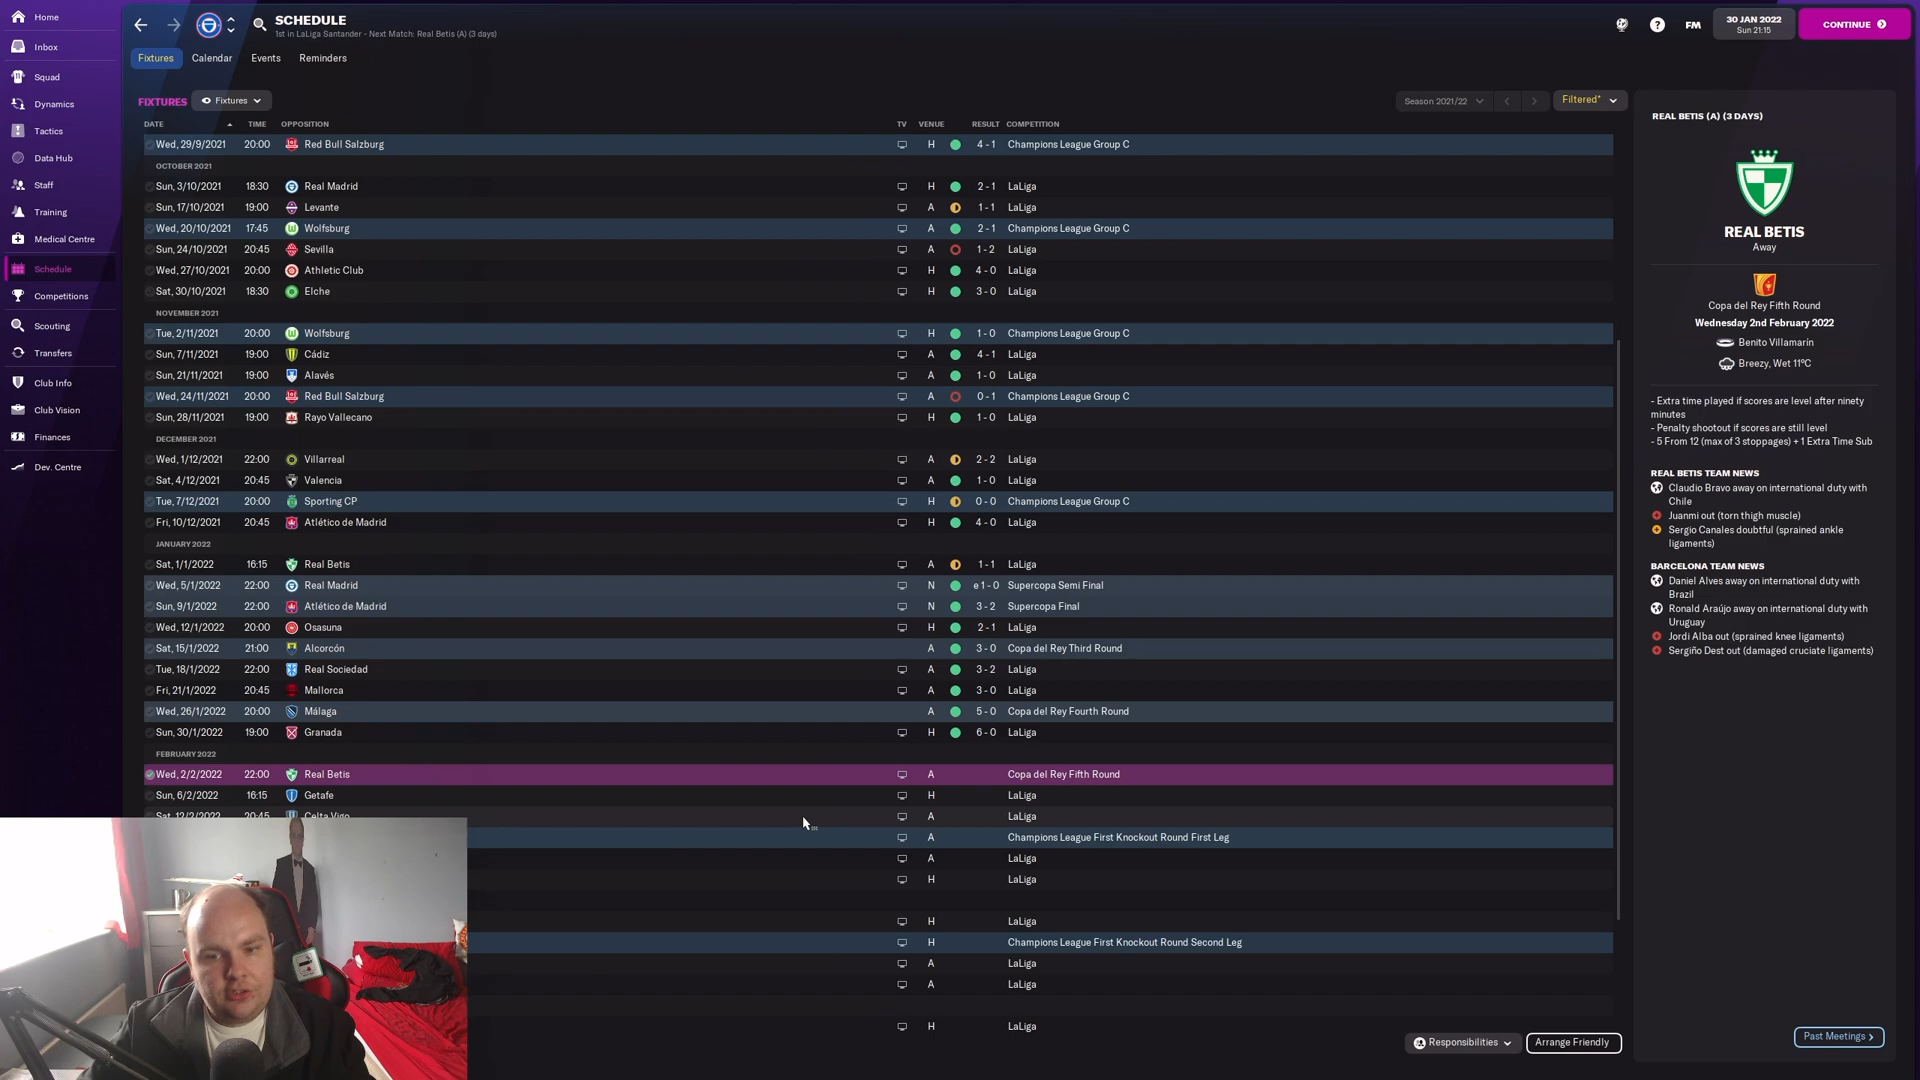 Home
Inbox
Squad
Dynamics
Tactics
Data Hub
Staff
Training
Medical Centre
Schedule
Competitions
Scouting
Transfers
Club Info
Club Vision
Finances
Dev. Centre
SCHEDULE
1st in LaLiga Santander - Next Match: Real Betis (A) (3 days)
FM
30 JAN 2022
Sun 21:15
CONTINUE
Fixtures Calendar Events Reminders
FIXTURES Fixtures
Season 2021/22 Filtered*
DATE TIME OPPOSITION TV VENUE RESULT COMPETITION
Wed, 29/9/2021 20:00 Red Bull Salzburg H 4 - 1 Champions League Group C
OCTOBER 2021
Sun, 3/10/2021 18:30 Real Madrid H 2 - 1 LaLiga
Sun, 17/10/2021 19:00 Levante A 1 - 1 LaLiga
Wed, 20/10/2021 17:45 Wolfsburg A 2 - 1 Champions League Group C
Sun, 24/10/2021 20:45 Sevilla A 1 - 2 LaLiga
Wed, 27/10/2021 20:00 Athletic Club H 4 - 0 LaLiga
Sat, 30/10/2021 18:30 Elche H 3 - 0 LaLiga
NOVEMBER 2021
Tue, 2/11/2021 20:00 Wolfsburg H 1 - 0 Champions League Group C
Sun, 7/11/2021 19:00 Cádiz A 4 - 1 LaLiga
Sun, 21/11/2021 19:00 Alavés A 1 - 0 LaLiga
Wed, 24/11/2021 20:00 Red Bull Salzburg A 0 - 1 Champions League Group C
Sun, 28/11/2021 19:00 Rayo Vallecano H 1 - 0 LaLiga
DECEMBER 2021
Wed, 1/12/2021 22:00 Villarreal A 2 - 2 LaLiga
Sat, 4/12/2021 20:45 Valencia A 1 - 0 LaLiga
Tue, 7/12/2021 20:00 Sporting CP H 0 - 0 Champions League Group C
Fri, 10/12/2021 20:45 Atlético de Madrid H 4 - 0 LaLiga
JANUARY 2022
Sat, 1/1/2022 16:15 Real Betis A 1 - 1 LaLiga
Wed, 5/1/2022 22:00 Real Madrid N e 1 - 0 Supercopa Semi Final
Sun, 9/1/2022 22:00 Atlético de Madrid N 3 - 2 Supercopa Final
Wed, 12/1/2022 20:00 Osasuna H 2 - 1 LaLiga
Sat, 15/1/2022 21:00 Alcorcón A 3 - 0 Copa del Rey Third Round
Tue, 18/1/2022 22:00 Real Sociedad A 3 - 2 LaLiga
Fri, 21/1/2022 20:45 Mallorca A 3 - 0 LaLiga
Wed, 26/1/2022 20:00 Málaga A 5 - 0 Copa del Rey Fourth Round
Sun, 30/1/2022 19:00 Granada H 6 - 0 LaLiga
FEBRUARY 2022
Wed, 2/2/2022 22:00 Real Betis A Copa del Rey Fifth Round
Sun, 6/2/2022 16:15 Getafe H LaLiga
Sat, 12/2/2022 20:45 Celta Vigo A LaLiga
A Champions League First Knockout Round First Leg
A LaLiga
H LaLiga
H LaLiga
H Champions League First Knockout Round Second Leg
A LaLiga
A LaLiga
H LaLiga
Responsibilities Arrange Friendly
REAL BETIS (A) (3 DAYS)
REAL BETIS
Away
Copa del Rey Fifth Round
Wednesday 2nd February 2022
Benito Villamarín
Breezy, Wet 11°C
- Extra time played if scores are level after ninety
minutes
- Penalty shootout if scores are still level
- 5 From 12 (max of 3 stoppages) + 1 Extra Time Sub
REAL BETIS TEAM NEWS
Claudio Bravo away on international duty with
Chile
Juanmi out (torn thigh muscle)
Sergio Canales doubtful (sprained ankle
ligaments)
BARCELONA TEAM NEWS
Daniel Alves away on international duty with
Brazil
Ronald Araújo away on international duty with
Uruguay
Jordi Alba out (sprained knee ligaments)
Sergiño Dest out (damaged cruciate ligaments)
Past Meetings